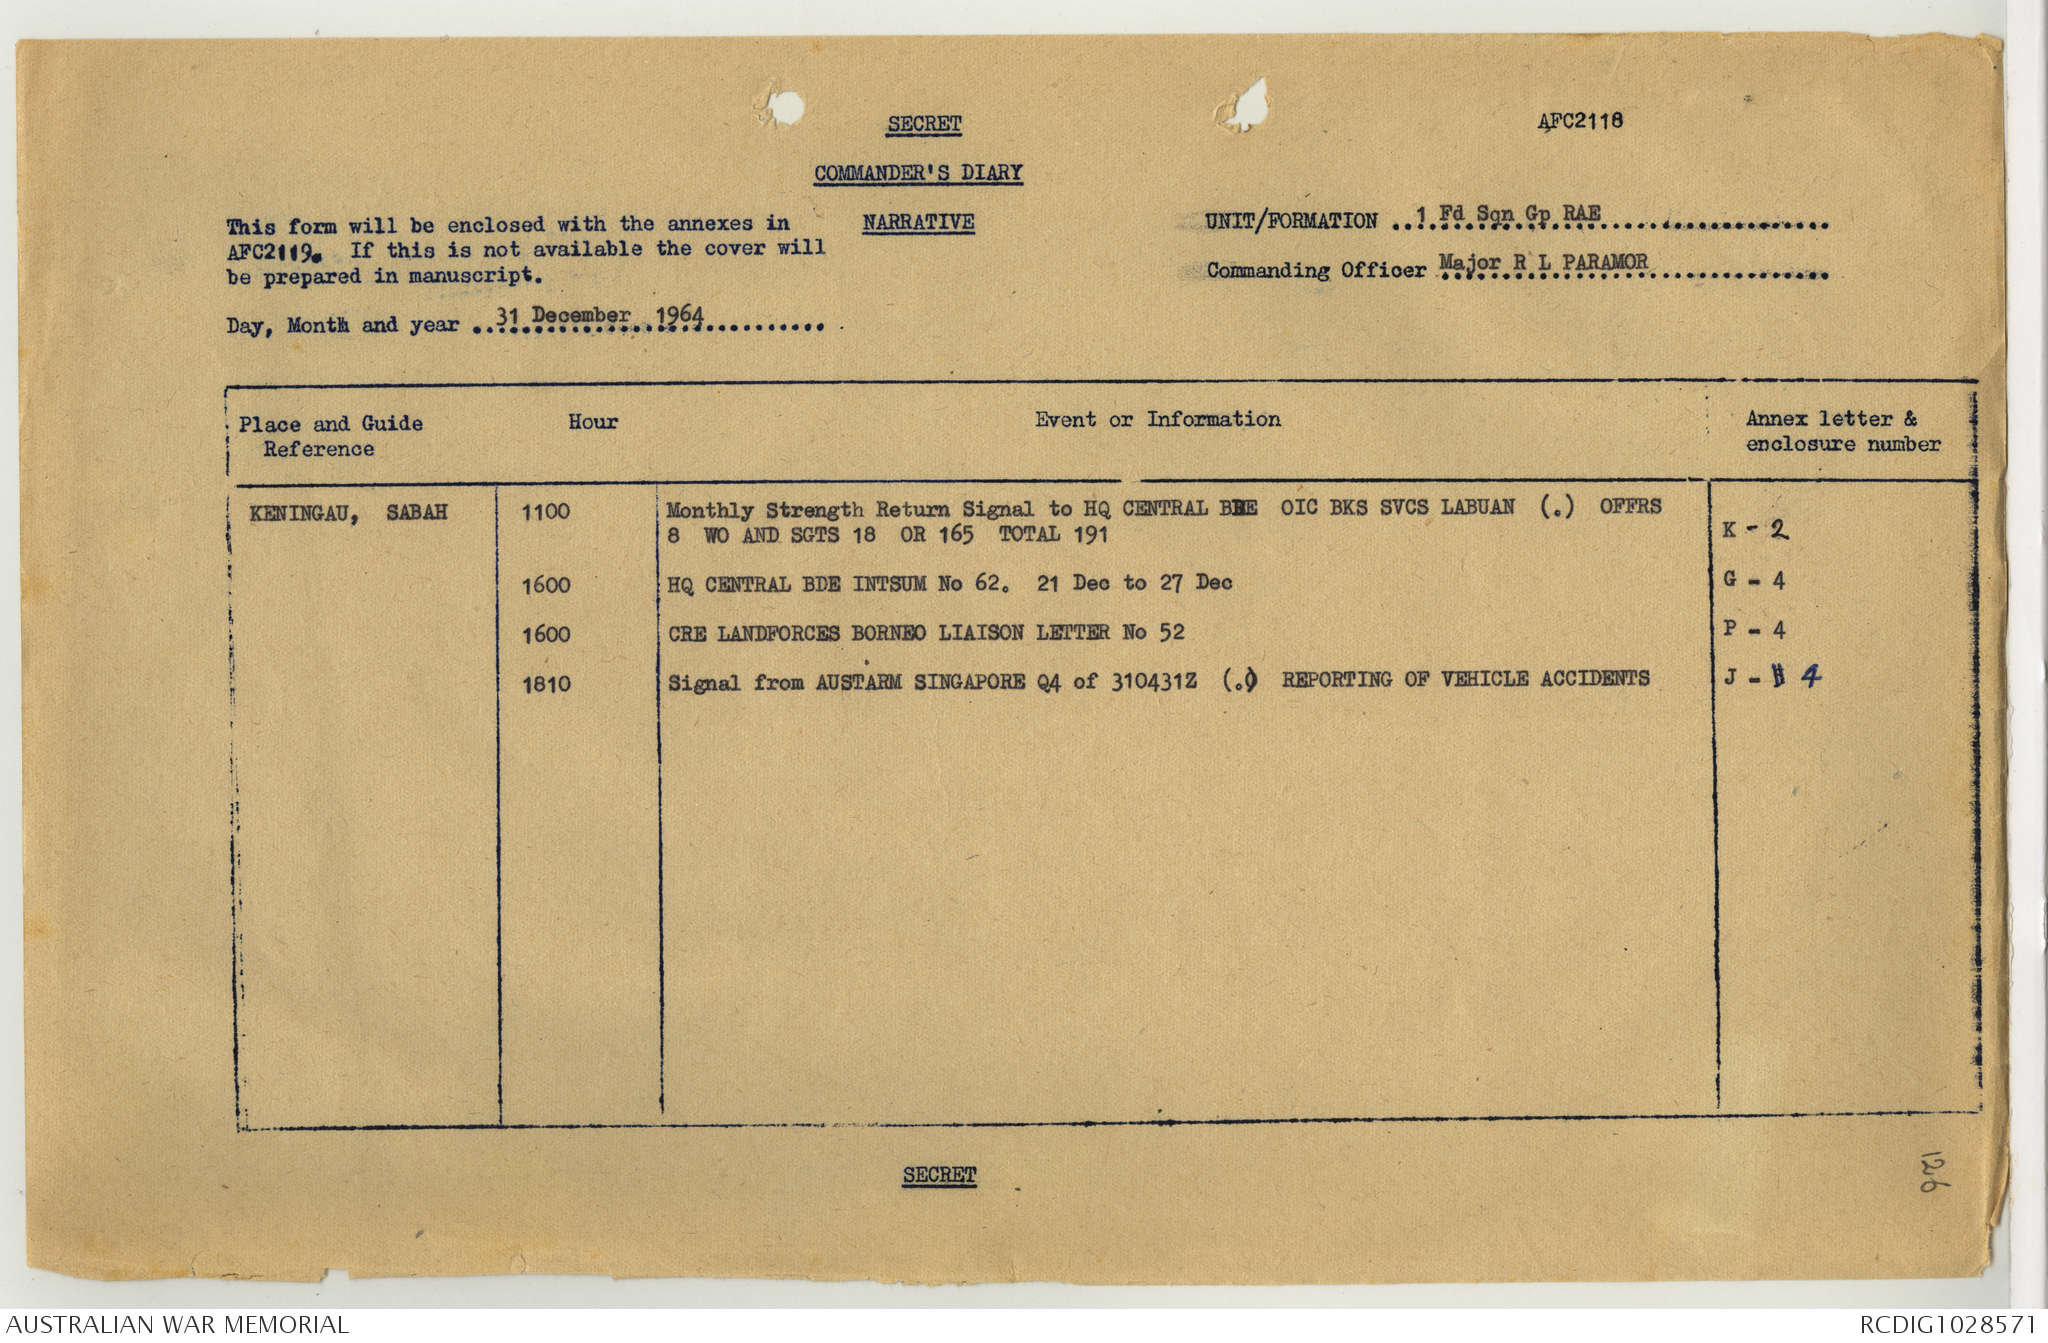 SECRET
AFC2118
COMMANDER'S DIARY
This form will be enclosed with the annexes in
AFC2119. If this is not available the cover will
be prepared in manuscript.
NARRATIVE
UNIT/FORMATION ..1 Fd Sqn Gp RAE
Commanding Officer Major R L PARAMOR
Day, Month and year 31 December 1964
Place and Guide
Reference
Hour
Event or Information
Annex letter &
enclosure number
KENINGAU, SABAH
1100
Monthly Strength Return Signal to HQ CENTRAL BDE OIC BKS SVCS LABUAN (.) OFFRS
8 WO AND SGTS 18 OR 165 TOTAL 191
K - 2
1600
HQ CENTRAL BDE INTSUM No 62. 21 Dec to 27 Dec
G - 4
1600
CRE LANDFORCES BORNEO LIAISON LETTER No 52
P - 4
1810
Signal from AUSTARM SINGAPORE Q4 of 310431Z (.) REPORTING OF VEHICLE ACCIDENTS
J - 4
SECRET
126
AUSTRALIAN WAR MEMORIAL
RCDIG1028571